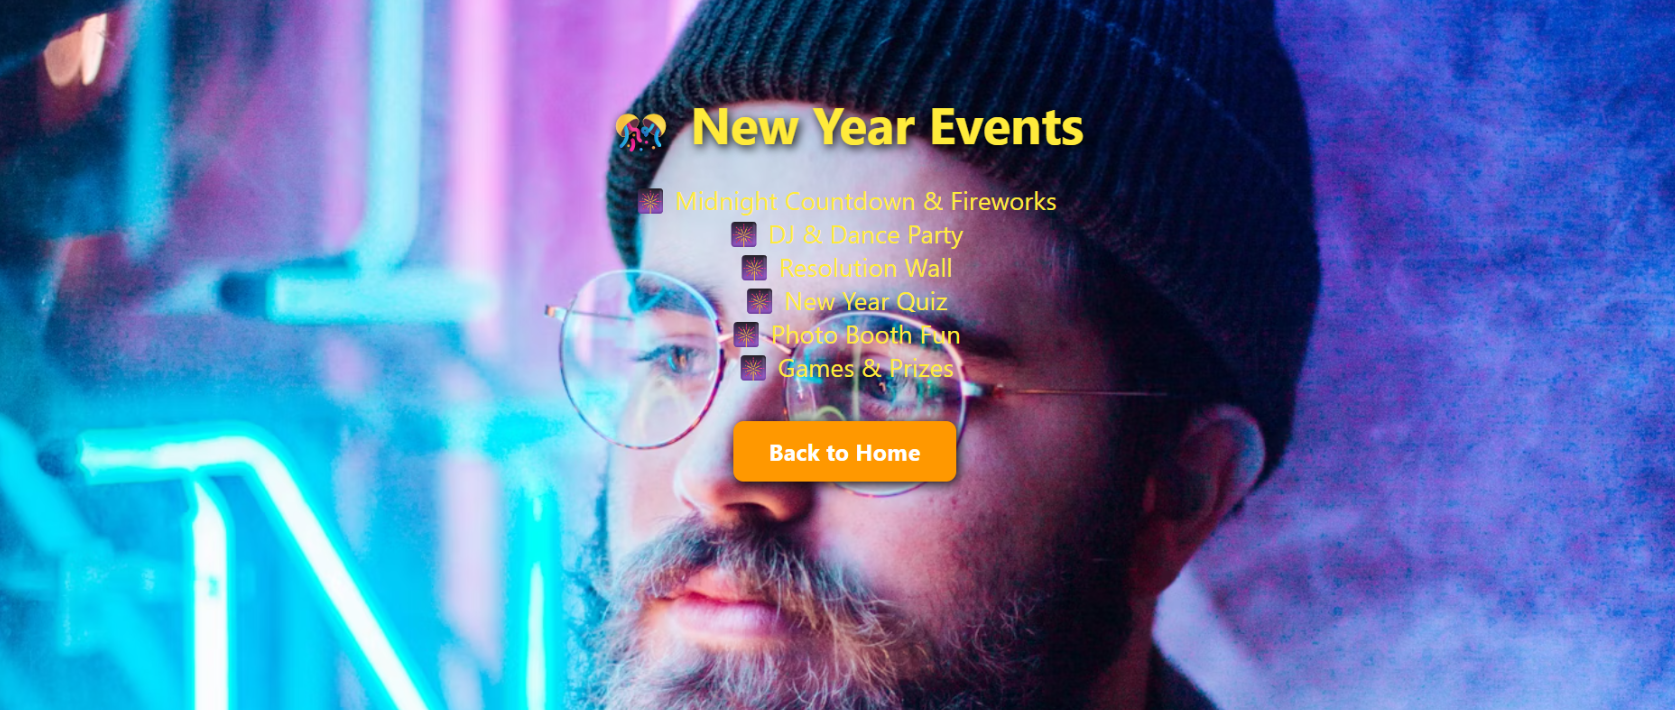 🎊 New Year Events
🎆 Midnight Countdown & Fireworks
🎆 DJ & Dance Party
🎆 Resolution Wall
🎆 New Year Quiz
🎆 Photo Booth Fun
🎆 Games & Prizes
Back to Home